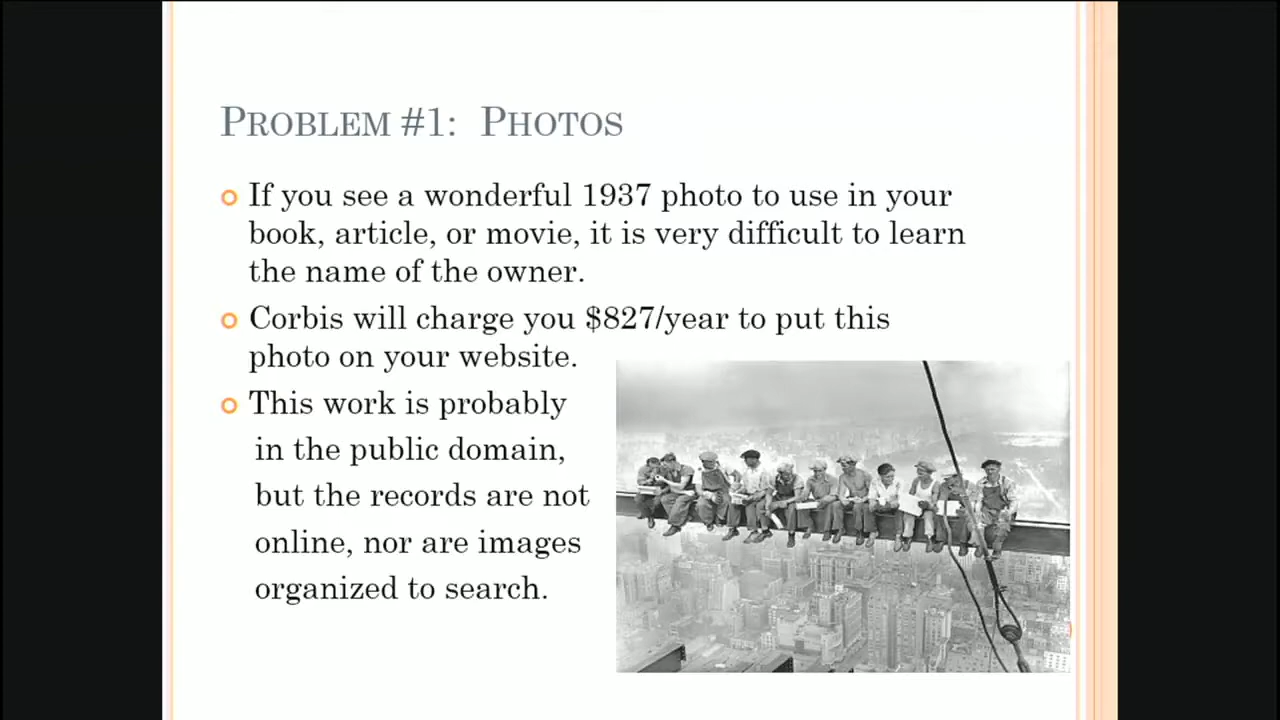 PROBLEM #1: PHOTOS
If you see a wonderful 1937 photo to use in your
book, article, or movie, it is very difficult to learn
the name of the owner.
Corbis will charge you $827/year to put this
photo on your website.
This work is probably
in the public domain,
but the records are not
online, nor are images
organized to search.